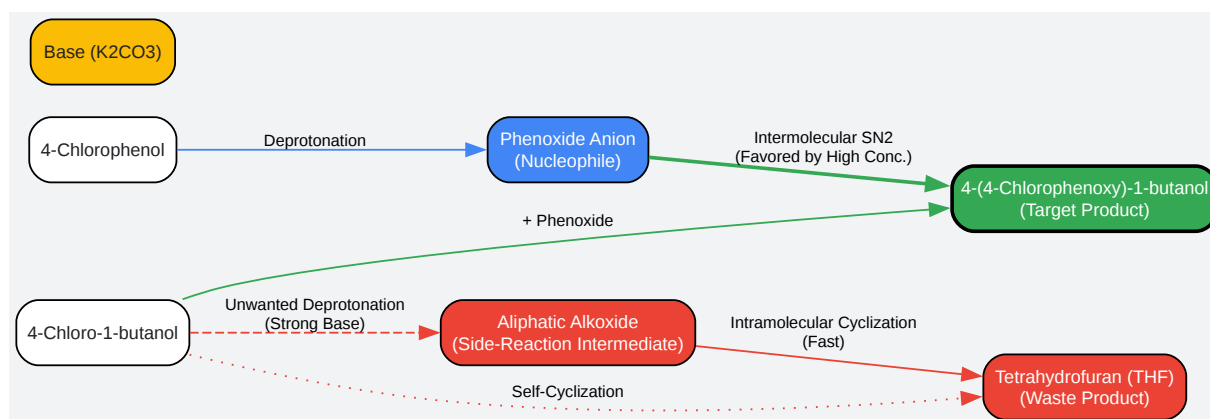 Base (K2CO3)
4-Chlorophenol
Deprotonation
Phenoxide Anion
(Nucleophile)
Intermolecular SN2
(Favored by High Conc.)
4-(4-Chlorophenoxy)-1-butanol
(Target Product)
+ Phenoxide
4-Chloro-1-butanol
Unwanted Deprotonation
(Strong Base)
Aliphatic Alkoxide
(Side-Reaction Intermediate)
Intramolecular Cyclization
(Fast)
Tetrahydrofuran (THF)
(Waste Product)
Self-Cyclization